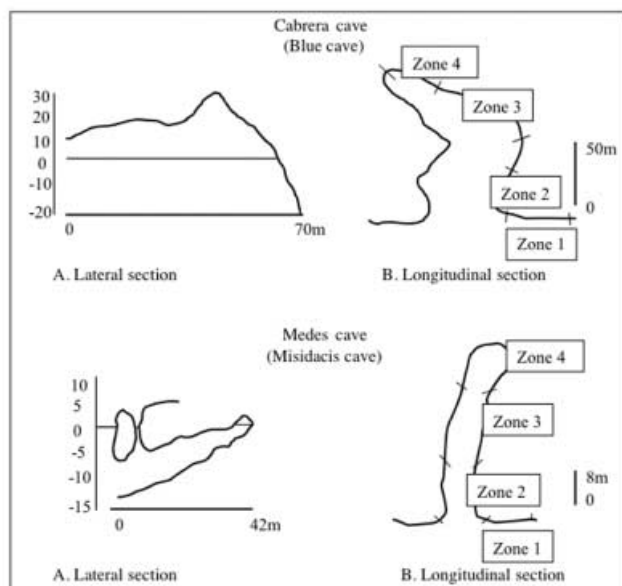 Cabrera cave
(Blue cave)
Zone 4
Zone 3
Zone 2
Zone 1
50m
0
30
20
10
0
-10
-20
0
70m
A. Lateral section
B. Longitudinal section
Medes cave
(Misidacis cave)
10
5
0
-5
-10
-15
0
42m
Zone 4
Zone 3
Zone 2
Zone 1
8m
0
A. Lateral section
B. Longitudinal section